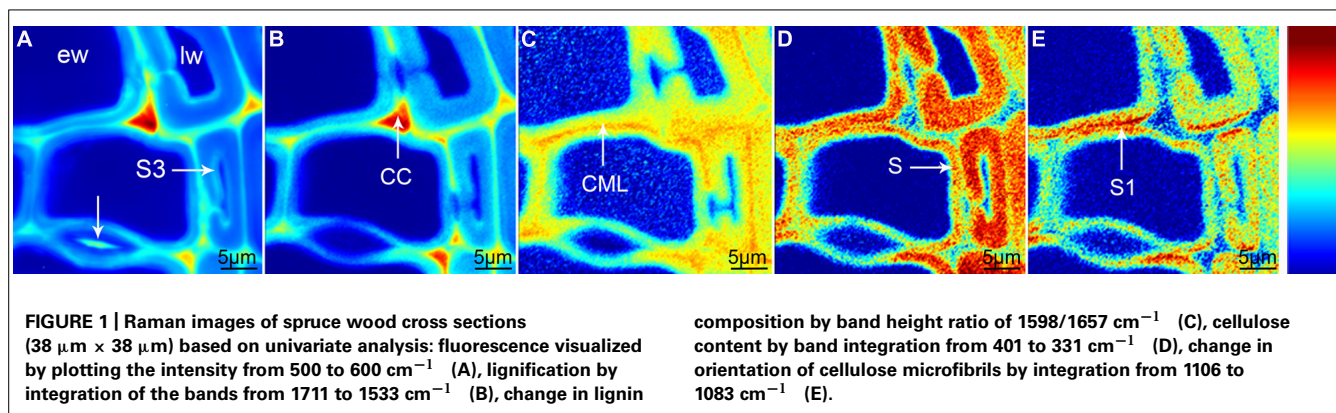 A
ew
lw
S3
5µm
B
CC
5µm
C
CML
5µm
D
S
5µm
E
S1
5µm
FIGURE 1 | Raman images of spruce wood cross sections
(38 μm × 38 μm) based on univariate analysis: fluorescence visualized
by plotting the intensity from 500 to 600 cm⁻¹ (A), lignification by
integration of the bands from 1711 to 1533 cm⁻¹ (B), change in lignin
composition by band height ratio of 1598/1657 cm⁻¹ (C), cellulose
content by band integration from 401 to 331 cm⁻¹ (D), change in
orientation of cellulose microfibrils by integration from 1106 to
1083 cm⁻¹ (E).